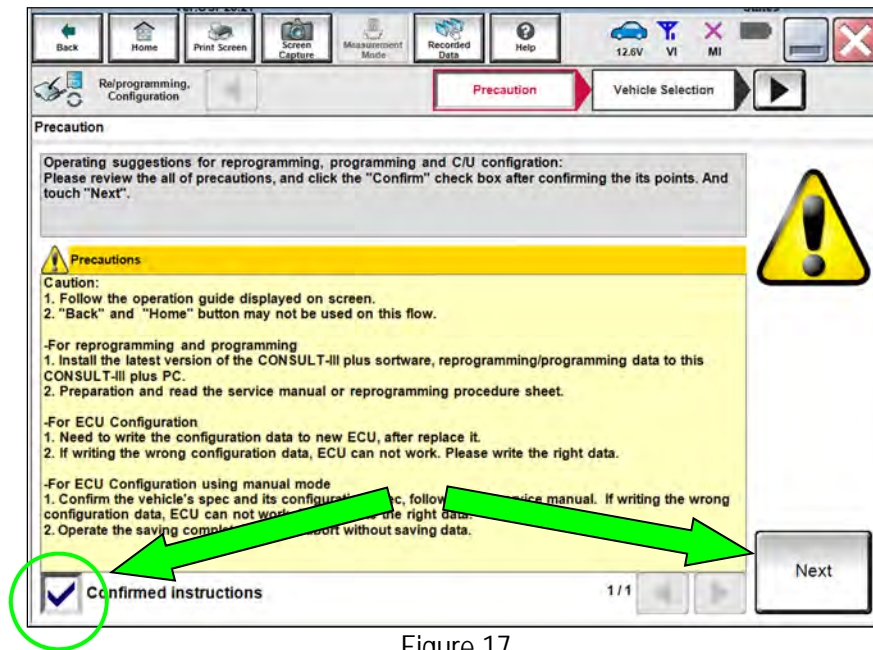 Back
Home
Print Screen
Screen
Capture
Measurement
Mode
Recorded
Data
Help
12.6V
VI
MI
Re/programming,
Configuration
Precaution
Vehicle Selection
Precaution
Operating suggestions for reprogramming, programming and C/U configration:
Please review the all of precautions, and click the "Confirm" check box after confirming the its points. And
touch "Next".
Precautions
Caution:
1. Follow the operation guide displayed on screen.
2. "Back" and "Home" button may not be used on this flow.
-For reprogramming and programming
1. Install the latest version of the CONSULT-III plus sortware, reprogramming/programming data to this
CONSULT-III plus PC.
2. Preparation and read the service manual or reprogramming procedure sheet.
-For ECU Configuration
1. Need to write the configuration data to new ECU, after replace it.
2. If writing the wrong configuration data, ECU can not work. Please write the right data.
-For ECU Configuration using manual mode
1. Confirm the vehicle's spec and its follow manual. If writing the wrong
configuration data, ECU can not the right data.
2. Operate the saving without saving data.
Confirmed instructions
1/1
Next
Figure 17